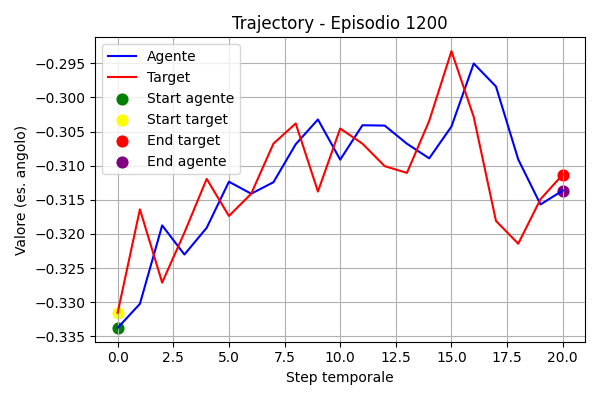 Trajectory - Episodio 1200
Agente
Target
Start agente
Start target
End target
End agente
Valore (es. angolo)
−0.295
−0.300
−0.305
−0.310
−0.315
−0.320
−0.325
−0.330
−0.335
0.0 2.5 5.0 7.5 10.0 12.5 15.0 17.5 20.0
Step temporale